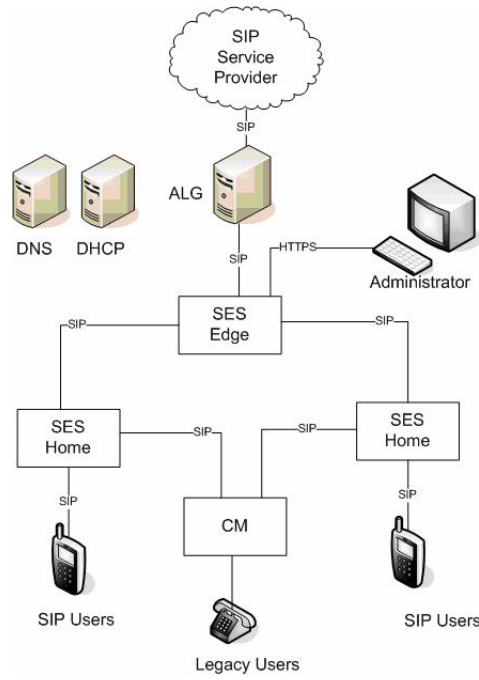 SIP
Service
Provider
SIP
ALG
DNS
DHCP
SIP
HTTPS
Administrator
SES
Edge
SIP
SIP
SES
Home
SIP
SIP
SES
Home
SIP
CM
SIP
SIP Users
SIP Users
Legacy Users